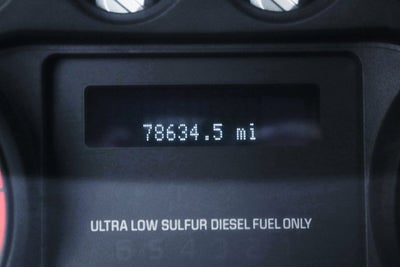 78634.5 mi
ULTRA LOW SULFUR DIESEL FUEL ONLY